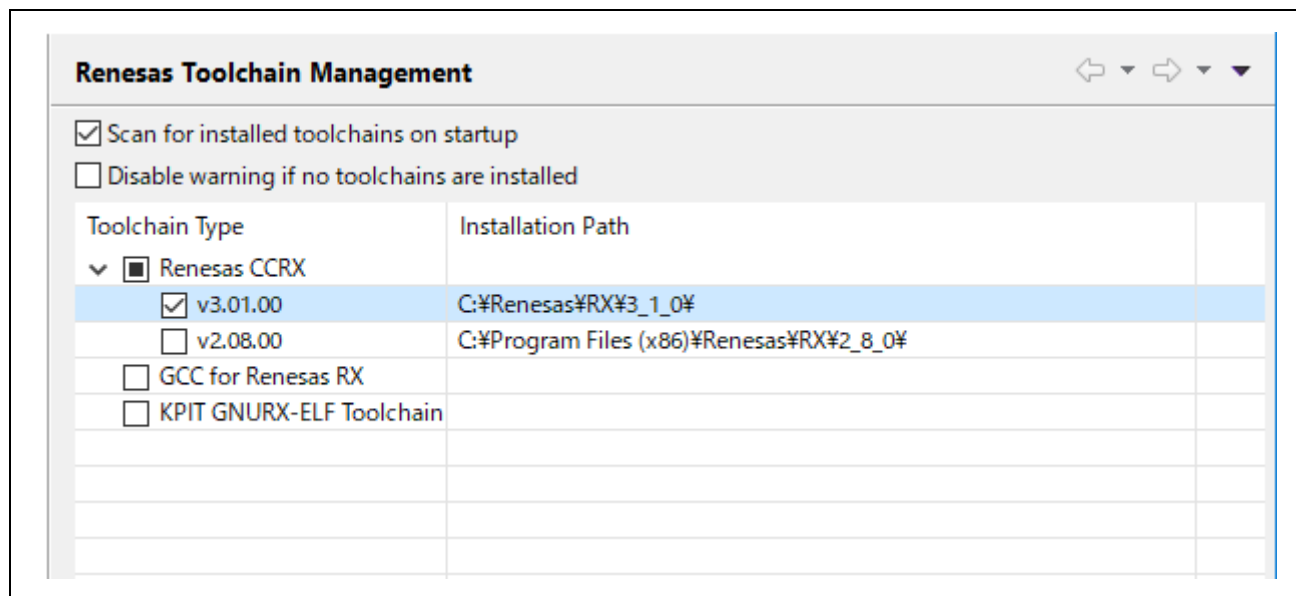 Renesas Toolchain Management
Scan for installed toolchains on startup
Disable warning if no toolchains are installed
Toolchain Type Installation Path
Renesas CCRX
v3.01.00 C:¥Renesas¥RX¥3_1_0¥
v2.08.00 C:¥Program Files (x86)¥Renesas¥RX¥2_8_0¥
GCC for Renesas RX
KPIT GNURX-ELF Toolchain